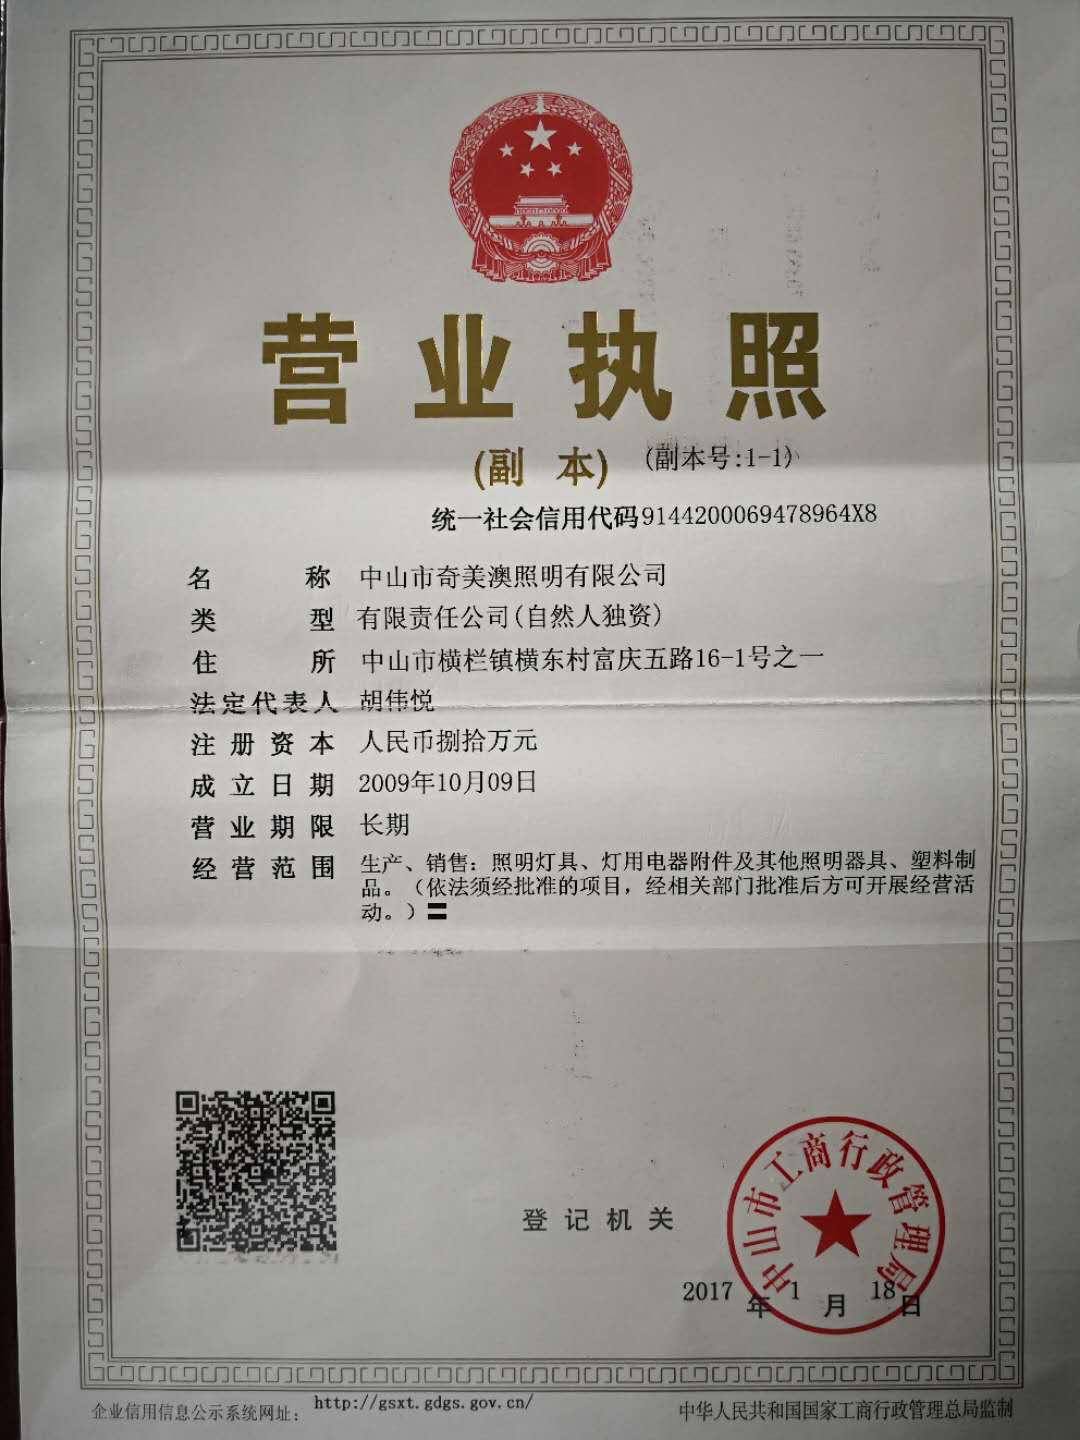 营业执照
(副 本) (副本号:1-1)
统一社会信用代码9144200069478964X8
名 称 中山市奇美澳照明有限公司
类 型 有限责任公司(自然人独资)
住 所 中山市横栏镇横东村富庆五路16-1号之一
法定代表人 胡伟悦
注册资本 人民币捌拾万元
成立日期 2009年10月09日
营业期限 长期
经营范围 生产、销售：照明灯具、灯用电器附件及其他照明器具、塑料制
品。（依法须经批准的项目，经相关部门批准后方可开展经营活
动。）〓
中山市工商行政管理局
登记机关
2017年1月18日
企业信用信息公示系统网址： http://gsxt.gdgs.gov.cn/
中华人民共和国国家工商行政管理总局监制